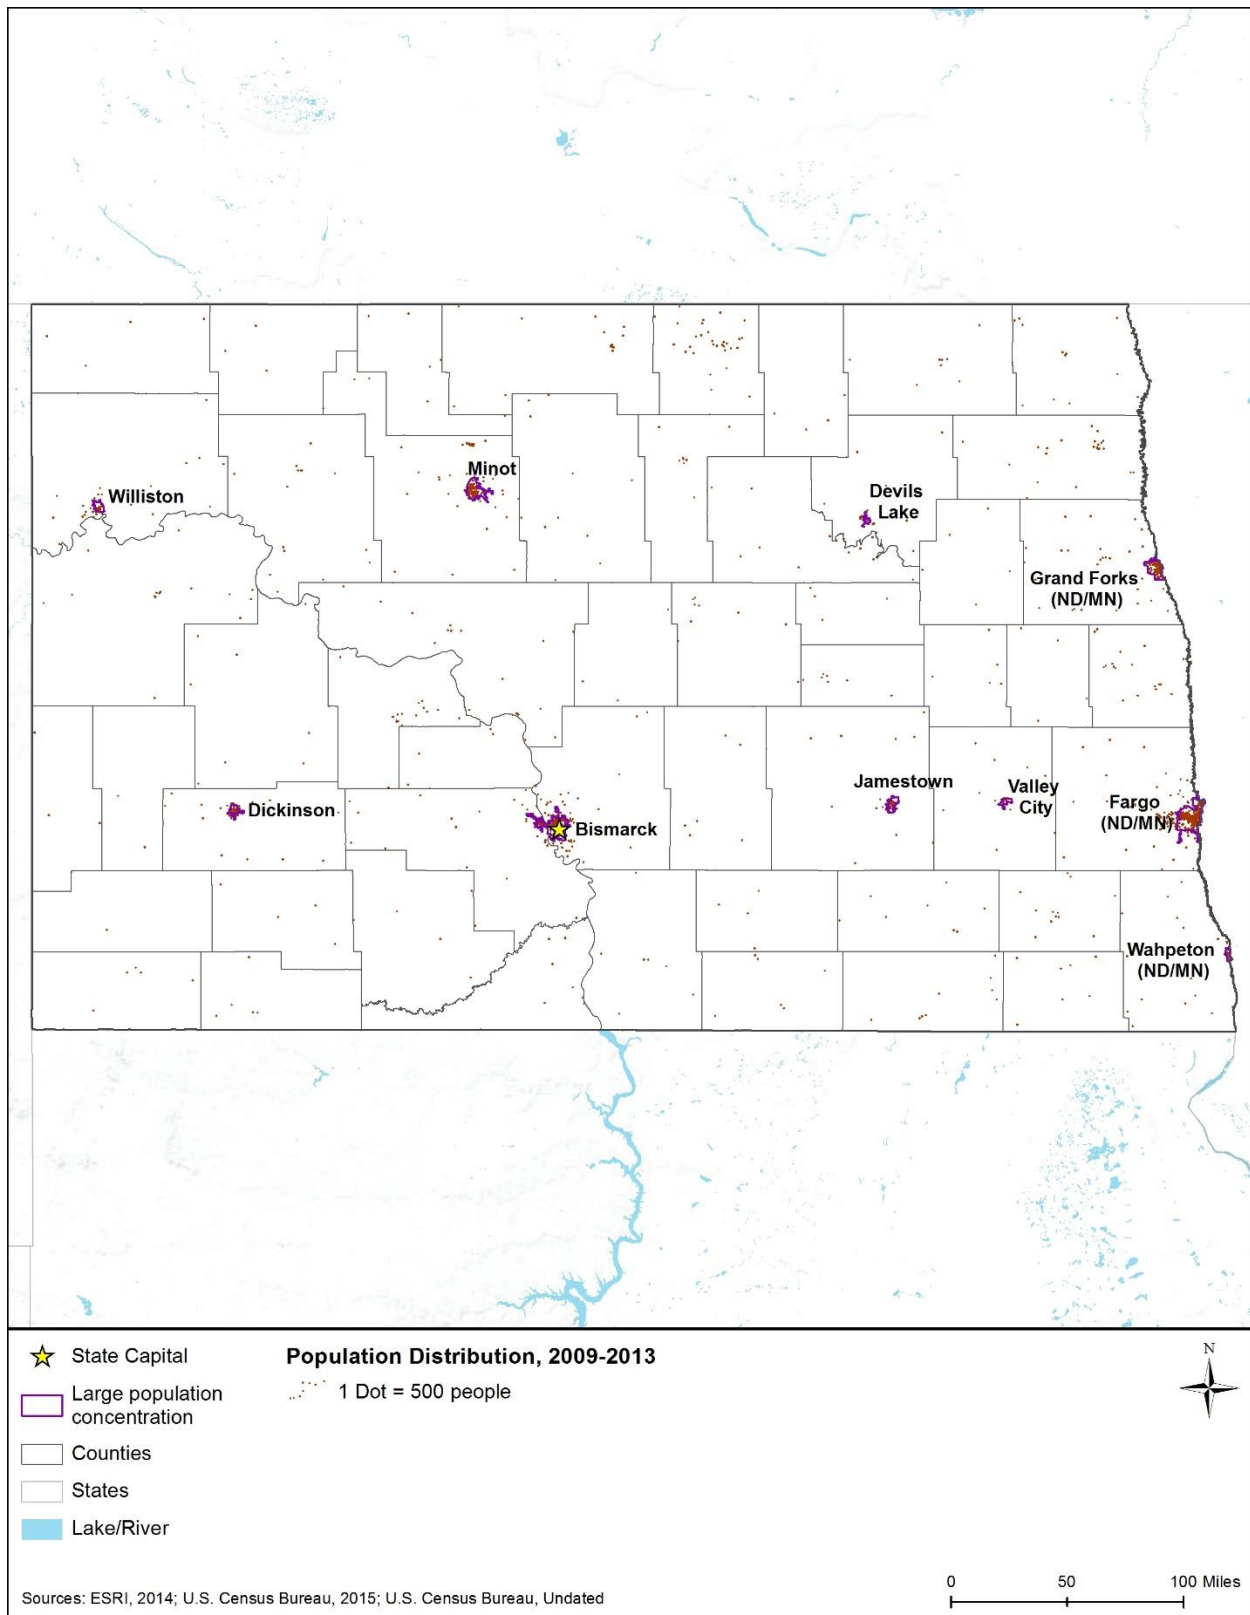 Minot
Williston
Devils
Lake
Grand Forks
(ND/MN)
Jamestown
Valley
City
Fargo
(ND/MN)
Dickinson
Bismarck
Wahpeton
(ND/MN)
State Capital
Large population
concentration
Counties
States
Lake/River
Population Distribution, 2009-2013
1 Dot = 500 people
N
Sources: ESRI, 2014; U.S. Census Bureau, 2015; U.S. Census Bureau, Undated
0 50 100 Miles